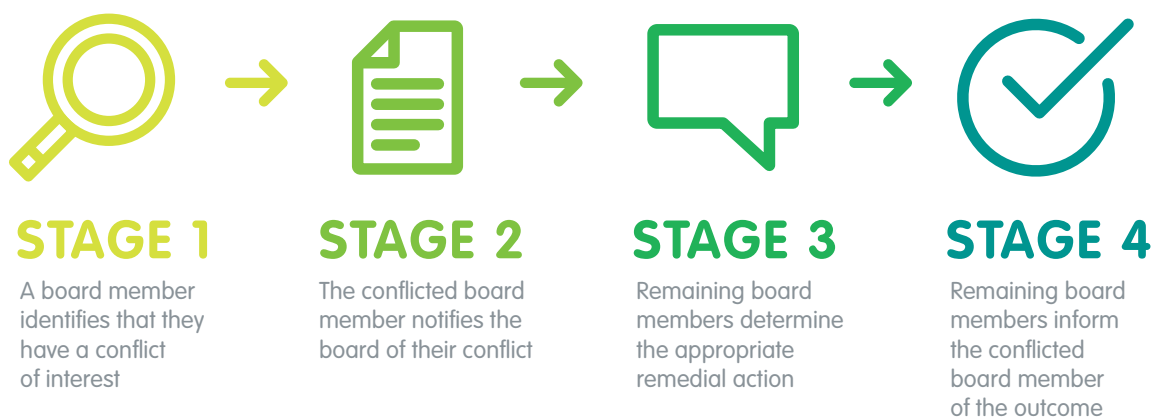 STAGE 1
A board member
identifies that they
have a conflict
of interest
STAGE 2
The conflicted board
member notifies the
board of their conflict
STAGE 3
Remaining board
members determine
the appropriate
remedial action
STAGE 4
Remaining board
members inform
the conflicted
board member
of the outcome